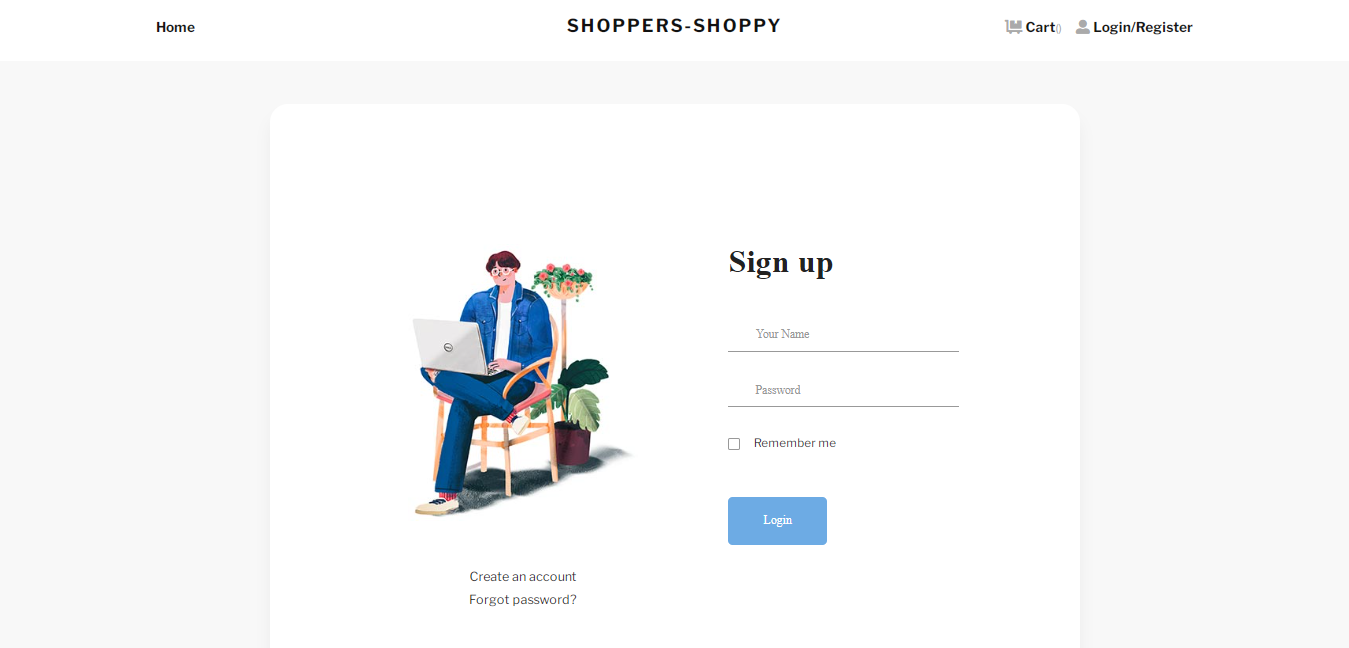 Home
SHOPPERS-SHOPPY
Cart()
Login/Register
Sign up
Your Name
Password
Remember me
Login
Create an account
Forgot password?